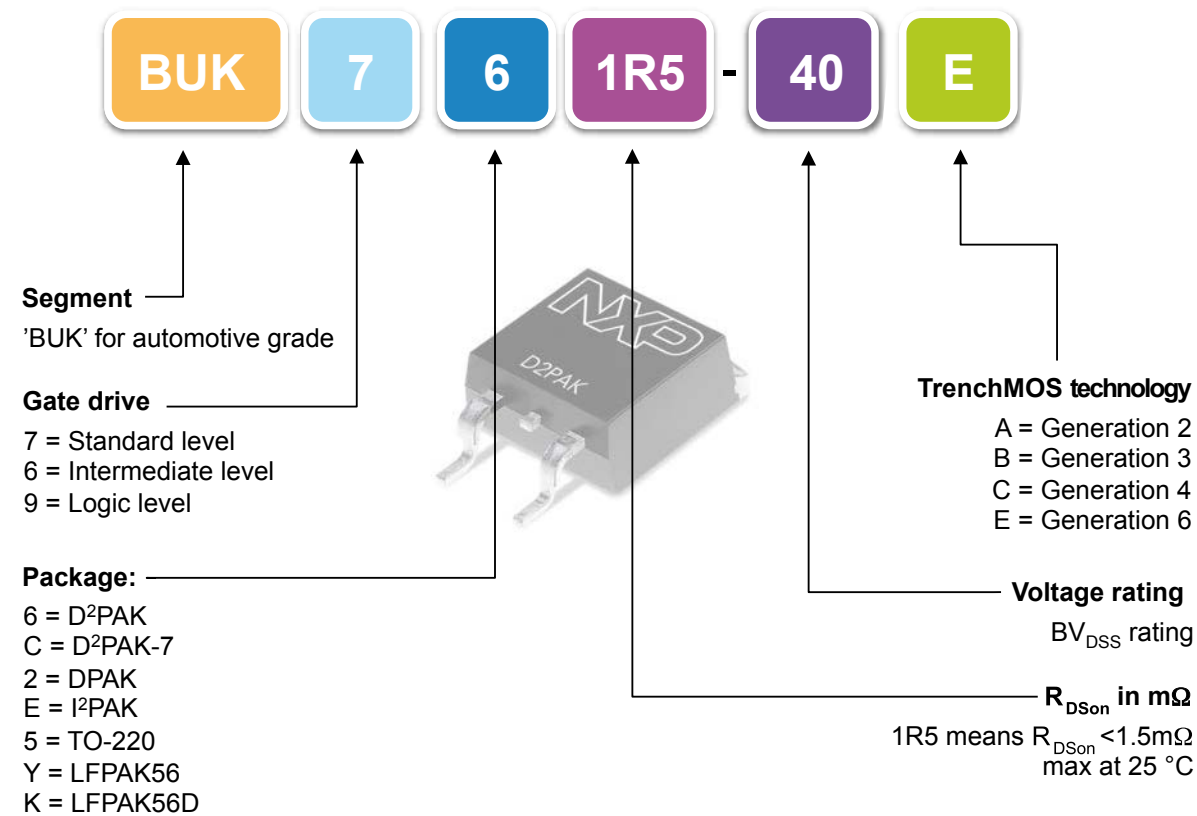 BUK 7 6 1R5 - 40 E
Segment
’BUK’ for automotive grade
Gate drive
7 = Standard level
6 = Intermediate level
9 = Logic level
Package:
6 = D²PAK
C = D²PAK-7
2 = DPAK
E = I²PAK
5 = TO-220
Y = LFPAK56
K = LFPAK56D
NXP
D2PAK
TrenchMOS technology
A = Generation 2
B = Generation 3
C = Generation 4
E = Generation 6
Voltage rating
BV_DSS rating
R_DSon in mΩ
1R5 means R_DSon <1.5mΩ
max at 25 °C